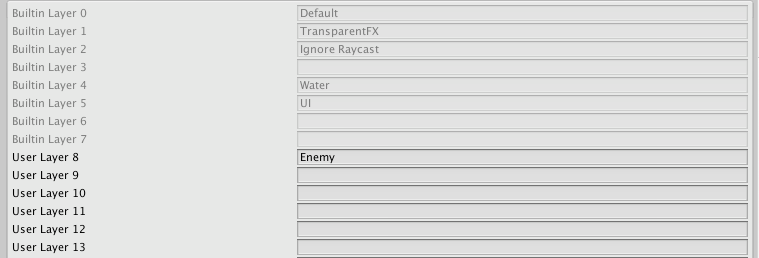 Builtin Layer 0 Default
Builtin Layer 1 TransparentFX
Builtin Layer 2 Ignore Raycast
Builtin Layer 3
Builtin Layer 4 Water
Builtin Layer 5 UI
Builtin Layer 6
Builtin Layer 7
User Layer 8 Enemy
User Layer 9
User Layer 10
User Layer 11
User Layer 12
User Layer 13